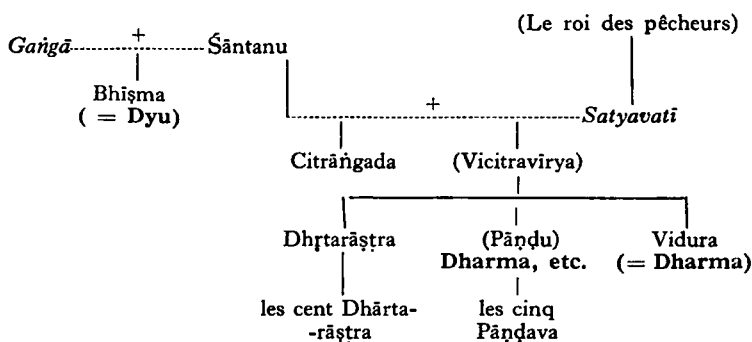 (Le roi des pêcheurs)
+
Gaṅgā Śāntanu
Bhīṣma
( = Dyu)
+
Satyavatī
Citrāṅgada (Vicitravīrya)
Dhṛtarāṣṭra (Pāṇḍu) Vidura
Dharma, etc. (= Dharma)
les cent Dhārta- les cinq
-rāṣṭra Pāṇḍava